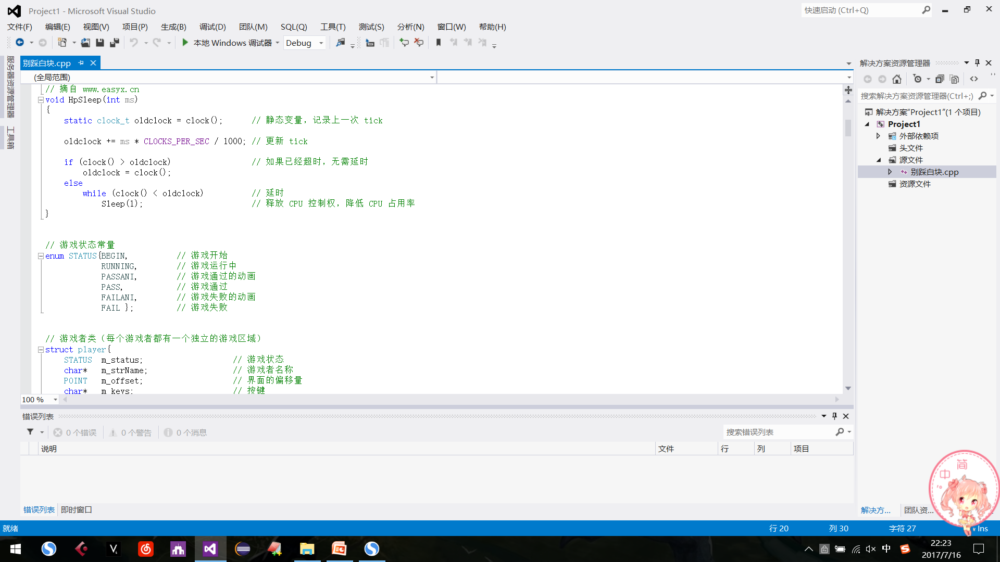 Project1 - Microsoft Visual Studio
快速启动 (Ctrl+Q)
文件(F) 编辑(E) 视图(V) 项目(P) 生成(B) 调试(D) 团队(M) SQL(Q) 工具(T) 测试(S) 分析(N) 窗口(W) 帮助(H)
本地 Windows 调试器 Debug
服务器资源管理器
工具箱
别踩白块.cpp
(全局范围)
// 摘自 www.easyx.cn
void HpSleep(int ms)
{
static clock_t oldclock = clock(); // 静态变量，记录上一次 tick
oldclock += ms * CLOCKS_PER_SEC / 1000; // 更新 tick
if (clock() > oldclock) // 如果已经超时，无需延时
oldclock = clock();
else
while (clock() < oldclock) // 延时
Sleep(1); // 释放 CPU 控制权，降低 CPU 占用率
}
// 游戏状态常量
enum STATUS{BEGIN, // 游戏开始
RUNNING, // 游戏运行中
PASSANI, // 游戏通过的动画
PASS, // 游戏通过
FAILANI, // 游戏失败的动画
FAIL }; // 游戏失败
// 游戏者类（每个游戏者都有一个独立的游戏区域）
struct player{
STATUS m_status; // 游戏状态
char* m_strName; // 游戏者名称
POINT m_offset; // 界面的偏移量
char* m_keys; // 按键
100 %
错误列表
0 个错误 0 个警告 0 个消息
搜索错误列表
说明 文件 行 列 项目
错误列表 即时窗口
解决方案资源管理器
搜索解决方案资源管理器(Ctrl+;)
解决方案"Project1"(1 个项目)
Project1
外部依赖项
头文件
源文件
别踩白块.cpp
资源文件
解决方... 团队资...
中 简
就绪 行 20 列 30 字符 27 Ins
中
22:23
2017/7/16